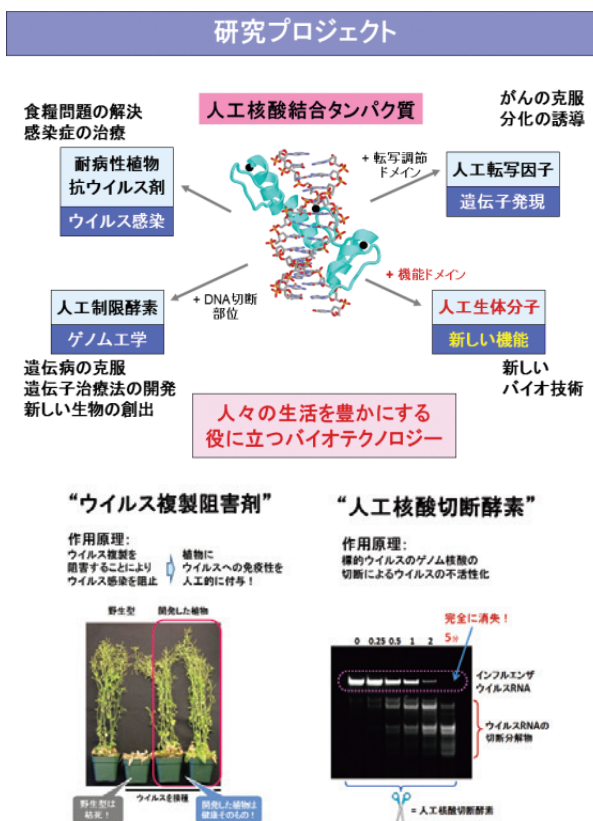 研究プロジェクト
人工核酸結合タンパク質
食糧問題の解決
感染症の治療
耐病性植物
抗ウイルス剤
ウイルス感染
がんの克服
分化の誘導
+ 転写調節
ドメイン
人工転写因子
遺伝子発現
人工制限酵素
ゲノム工学
+ DNA切断
部位
遺伝病の克服
遺伝子治療法の開発
新しい生物の創出
+ 機能ドメイン
人工生体分子
新しい機能
新しい
バイオ技術
人々の生活を豊かにする
役に立つバイオテクノロジー
“ウイルス複製阻害剤”
作用原理:
ウイルス複製を
阻害することにより
ウイルス感染を阻止
植物に
ウイルスへの免疫性を
人工的に付与！
野生型
開発した植物
ウイルスを接種
野生型は
枯死！
開発した植物は
健康そのもの！
“人工核酸切断酵素”
作用原理:
標的ウイルスのゲノム核酸の
切断によるウイルスの不活性化
完全に消失！
0 0.25 0.5 1 2 5分
インフルエンザ
ウイルスRNA
ウイルスRNAの
切断分解物
= 人工核酸切断酵素